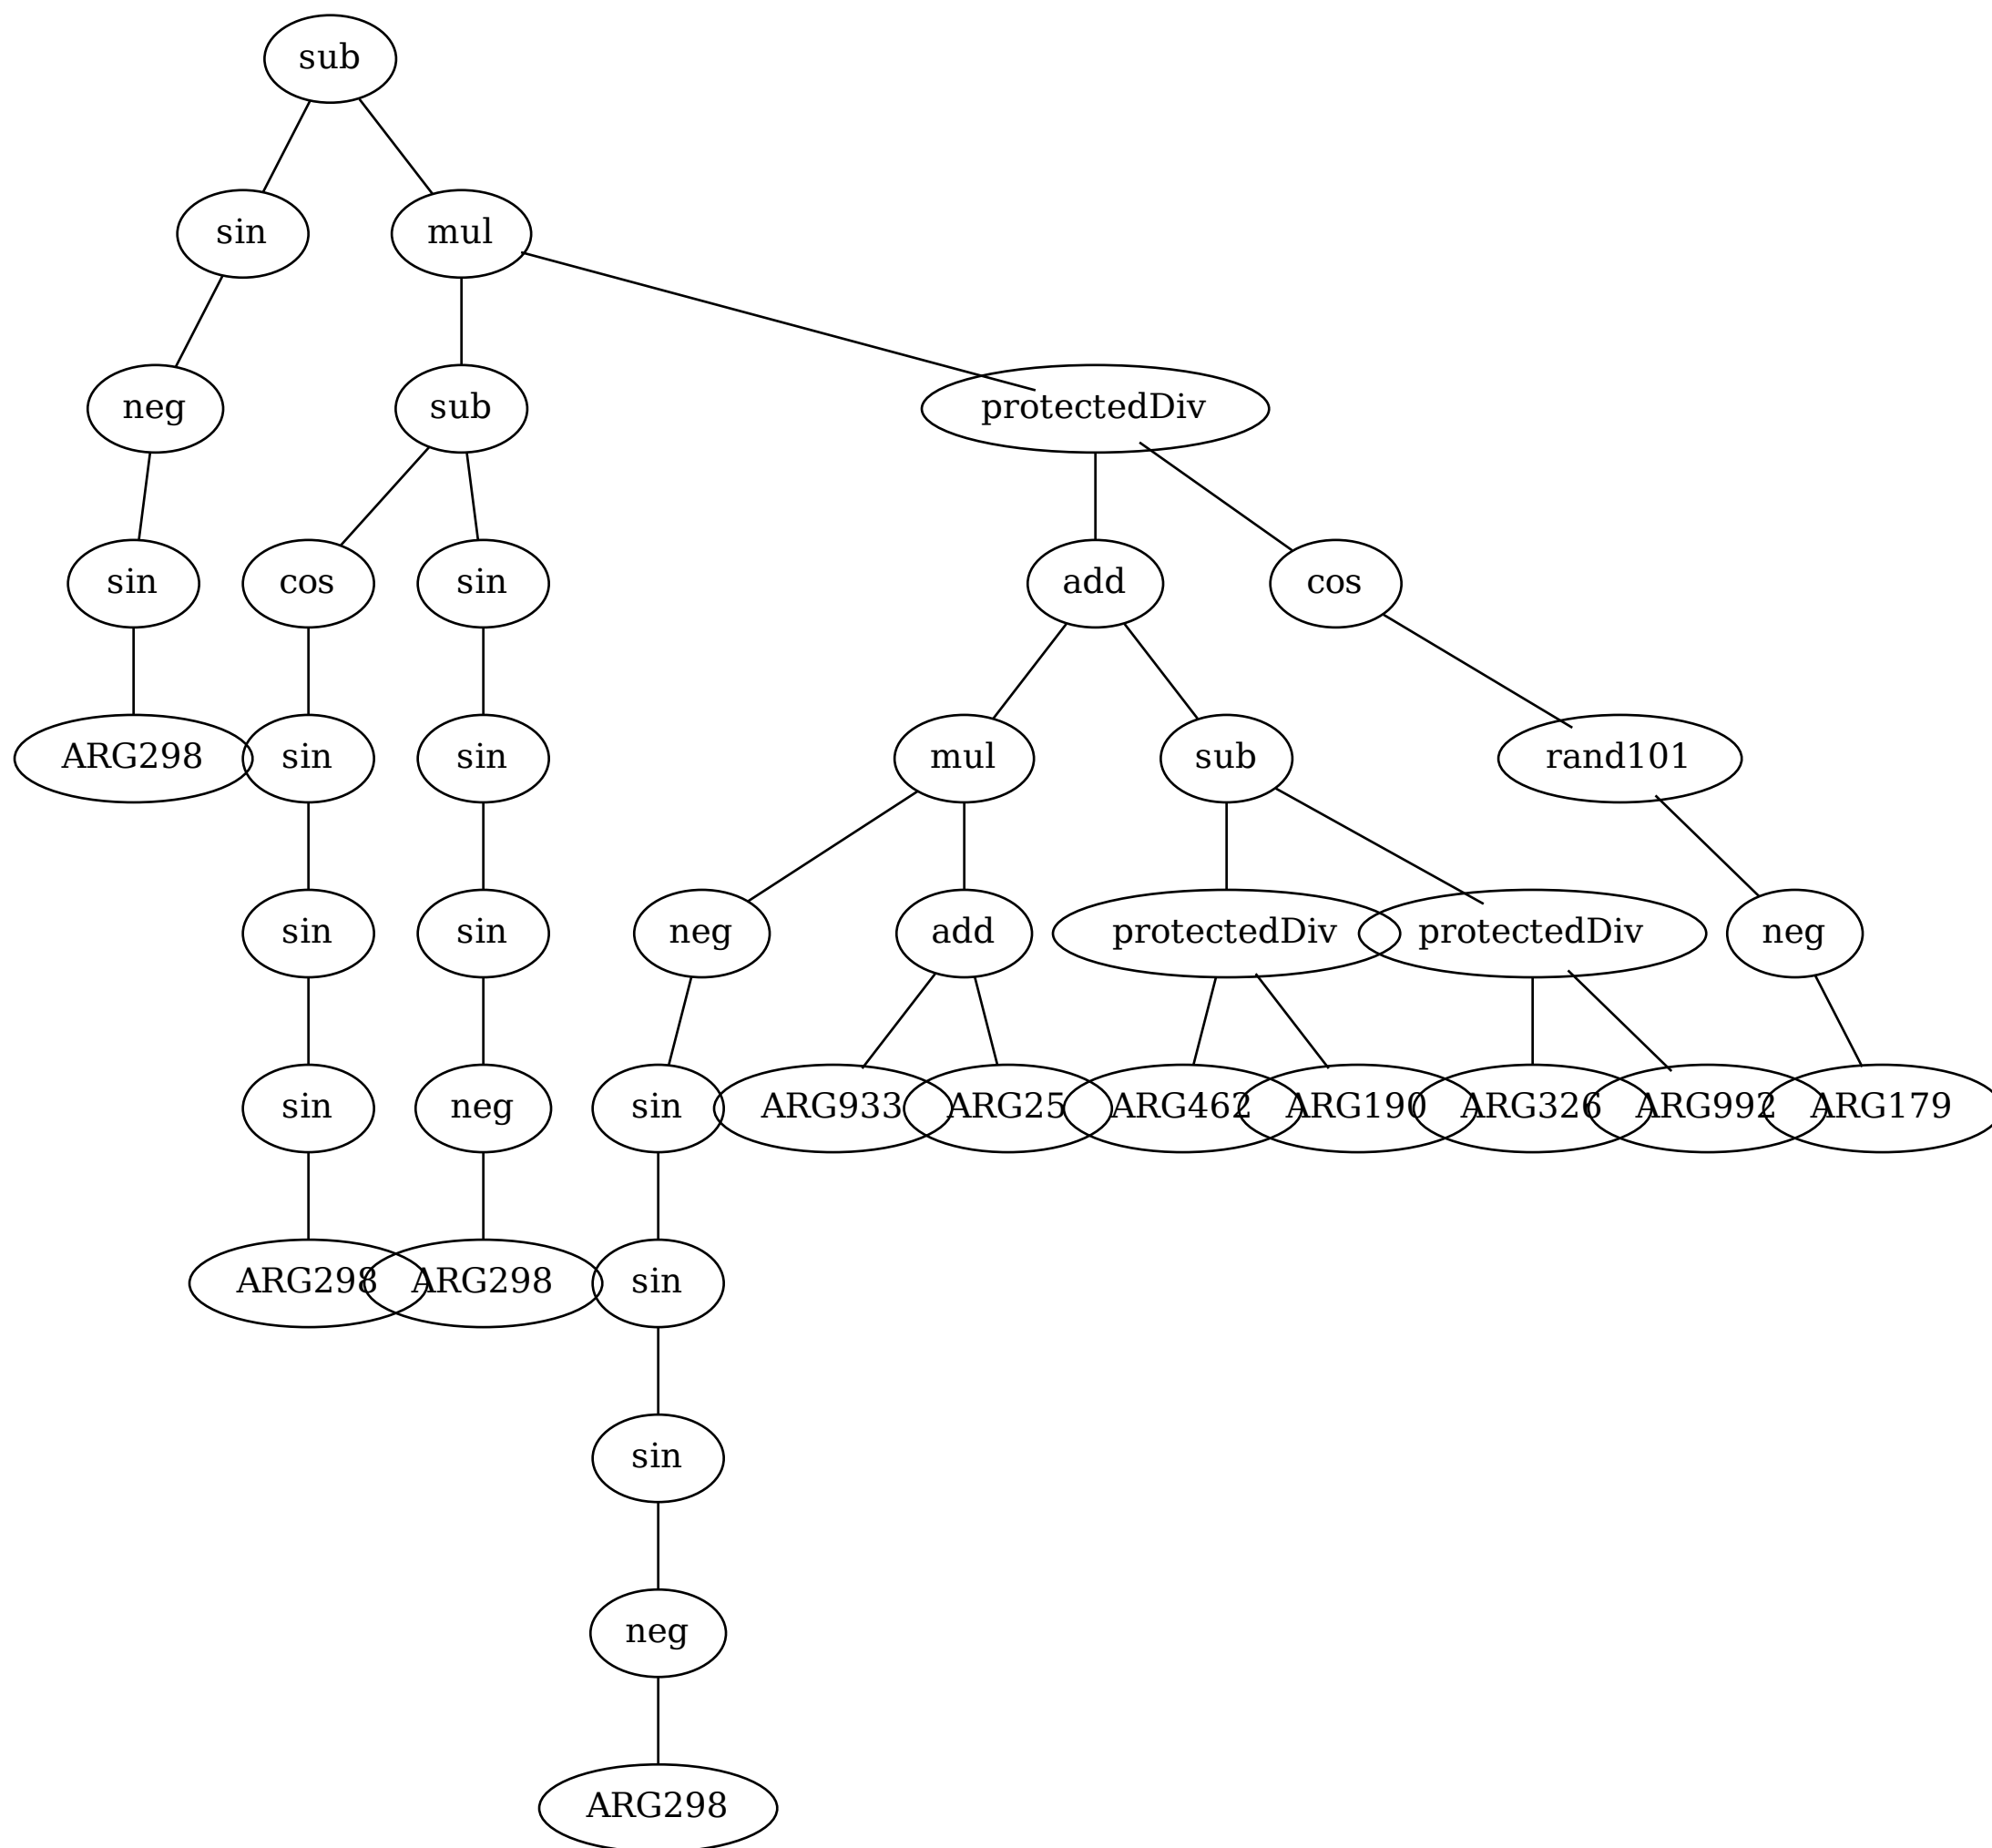 sub
sin mul
neg sub protectedDiv
sin cos sin add cos
ARG298 sin sin mul sub rand101
sin sin neg add protectedDiv protectedDiv neg
sin neg sin ARG933 ARG25 ARG462 ARG190 ARG326 ARG992 ARG179
ARG298 ARG298 sin
sin
neg
ARG298